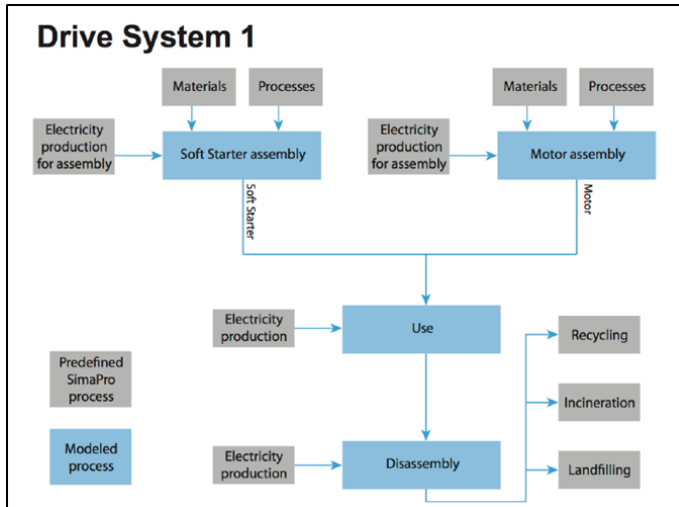 Drive System 1
Materials
Processes
Materials
Processes
Electricity
production
for assembly
Soft Starter assembly
Electricity
production
for assembly
Motor assembly
Soft Starter
Motor
Electricity
production
Use
Recycling
Predefined
SimaPro
process
Incineration
Modeled
process
Electricity
production
Disassembly
Landfilling